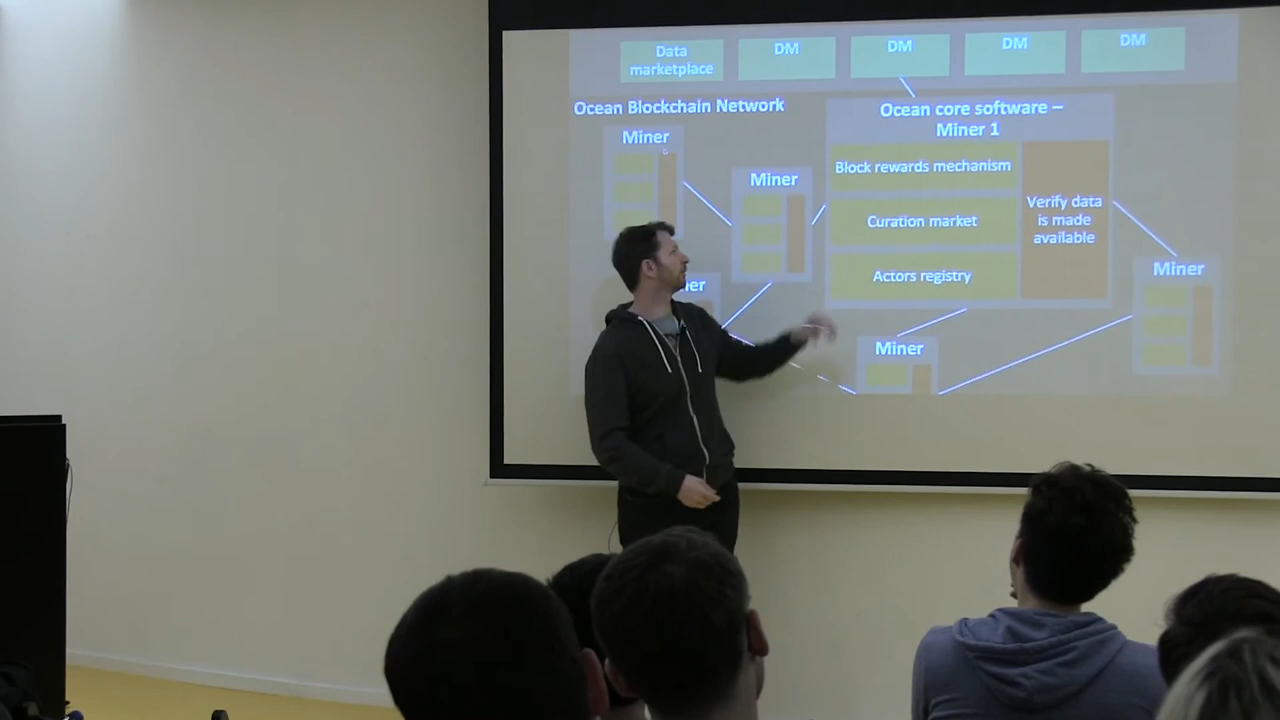 Data
marketplace
DM
DM
DM
DM
Ocean Blockchain Network
Ocean core software –
Miner 1
Miner
Miner
Block rewards mechanism
Curation market
Actors registry
Verify data
is made
available
Miner
Miner